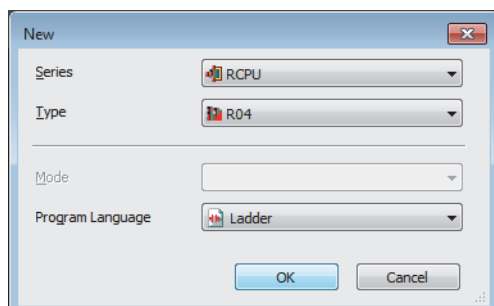 New
Series RCPU
Type R04
Mode
Program Language Ladder
OK Cancel